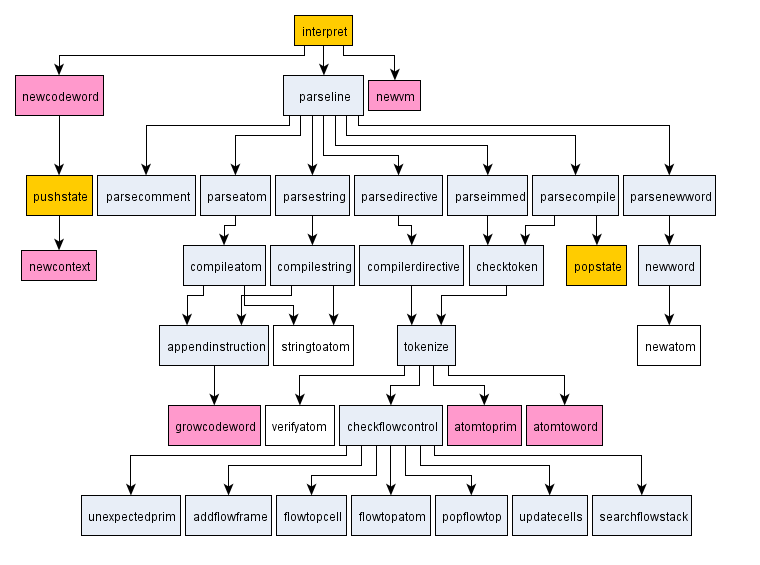 interpret
newcodeword
parseline
newvm
pushstate
parsecomment
parseatom
parsestring
parsedirective
parseimmed
parsecompile
parsenewword
newcontext
compileatom
compilestring
compilerdirective
checktoken
popstate
newword
appendinstruction
stringtoatom
tokenize
newatom
growcodeword
verifyatom
checkflowcontrol
atomtoprim
atomtoword
unexpectedprim
addflowframe
flowtopcell
flowtopatom
popflowtop
updatecells
searchflowstack